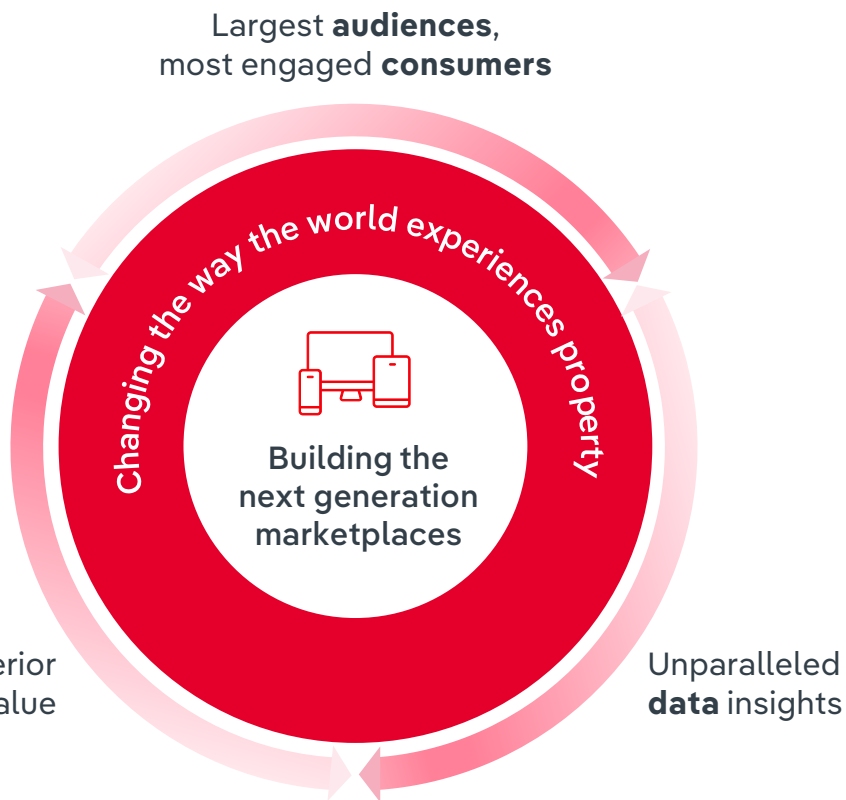 Largest audiences,
most engaged consumers
Changing the way the world experiences property
Building the
next generation
marketplaces
Unparalleled
data insights